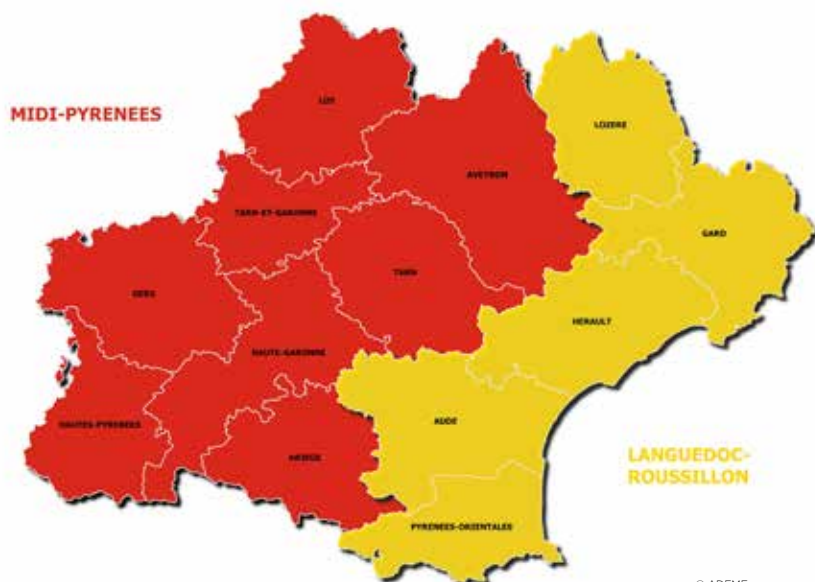 LOT
MIDI-PYRENEES
LOZERE
AVEYRON
TARN-ET-GARONNE
GARD
TARN
GERS
HERAULT
HAUTE-GARONNE
AUDE
HAUTES-PYRENEES
LANGUEDOC-
ROUSSILLON
ARIEGE
PYRENEES-ORIENTALES
© ADEME